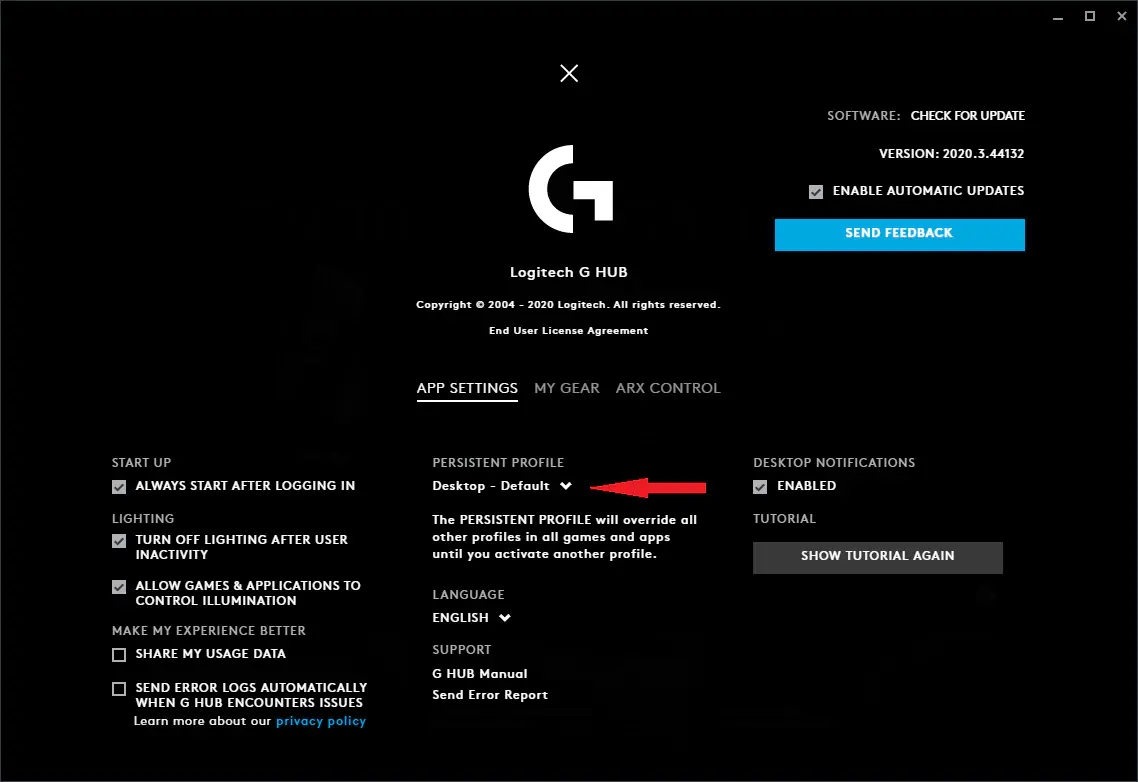 SOFTWARE: CHECK FOR UPDATE
VERSION: 2020.3.44132
ENABLE AUTOMATIC UPDATES
SEND FEEDBACK
Logitech G HUB
Copyright © 2004 - 2020 Logitech. All rights reserved.
End User License Agreement
APP SETTINGS MY GEAR ARX CONTROL
START UP
ALWAYS START AFTER LOGGING IN
LIGHTING
TURN OFF LIGHTING AFTER USER
INACTIVITY
ALLOW GAMES & APPLICATIONS TO
CONTROL ILLUMINATION
MAKE MY EXPERIENCE BETTER
SHARE MY USAGE DATA
SEND ERROR LOGS AUTOMATICALLY
WHEN G HUB ENCOUNTERS ISSUES
Learn more about our privacy policy
PERSISTENT PROFILE
Desktop - Default
The PERSISTENT PROFILE will override all
other profiles in all games and apps
until you activate another profile.
LANGUAGE
ENGLISH
SUPPORT
G HUB Manual
Send Error Report
DESKTOP NOTIFICATIONS
ENABLED
TUTORIAL
SHOW TUTORIAL AGAIN